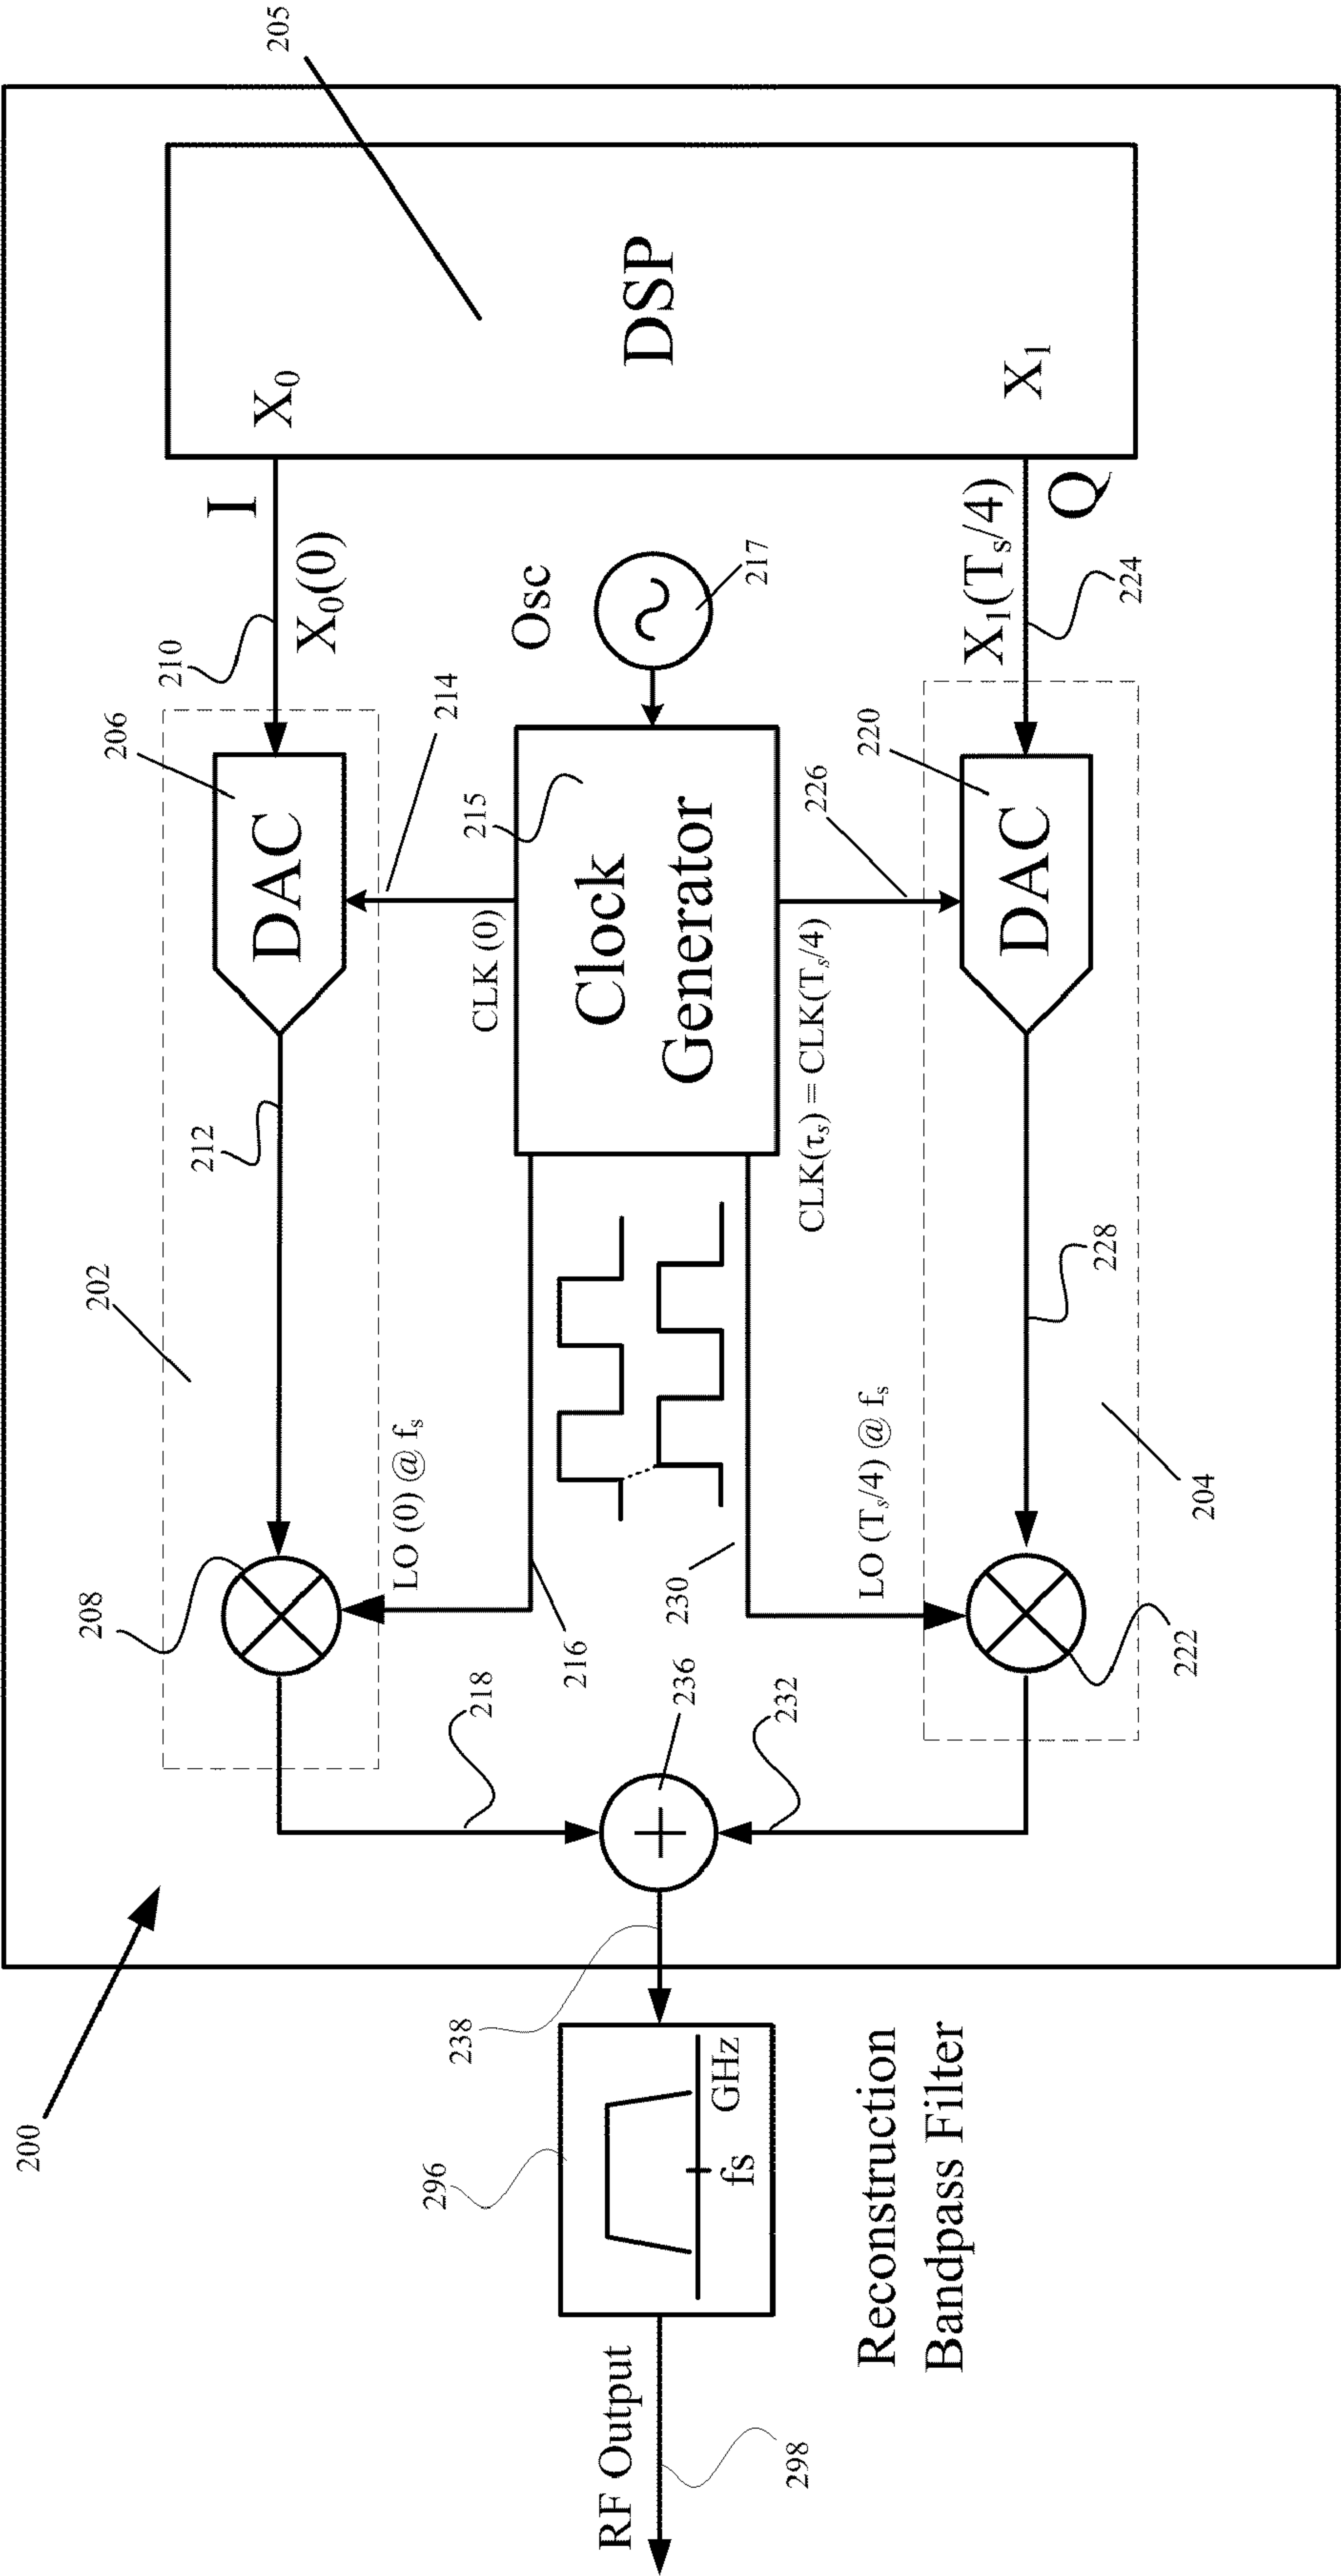 205
DSP
X0
X1
I
X0(0)
210
Q
X1(Ts/4)
224
Osc
217
206
DAC
214
215
Clock
Generator
226
220
DAC
CLK (0)
CLK(τs) = CLK(Ts/4)
212
228
202
204
LO (0) @ fs
LO (Ts/4) @ fs
208
216
230
222
218
236
232
200
238
296
GHz
fs
Reconstruction
Bandpass Filter
RF Output
298